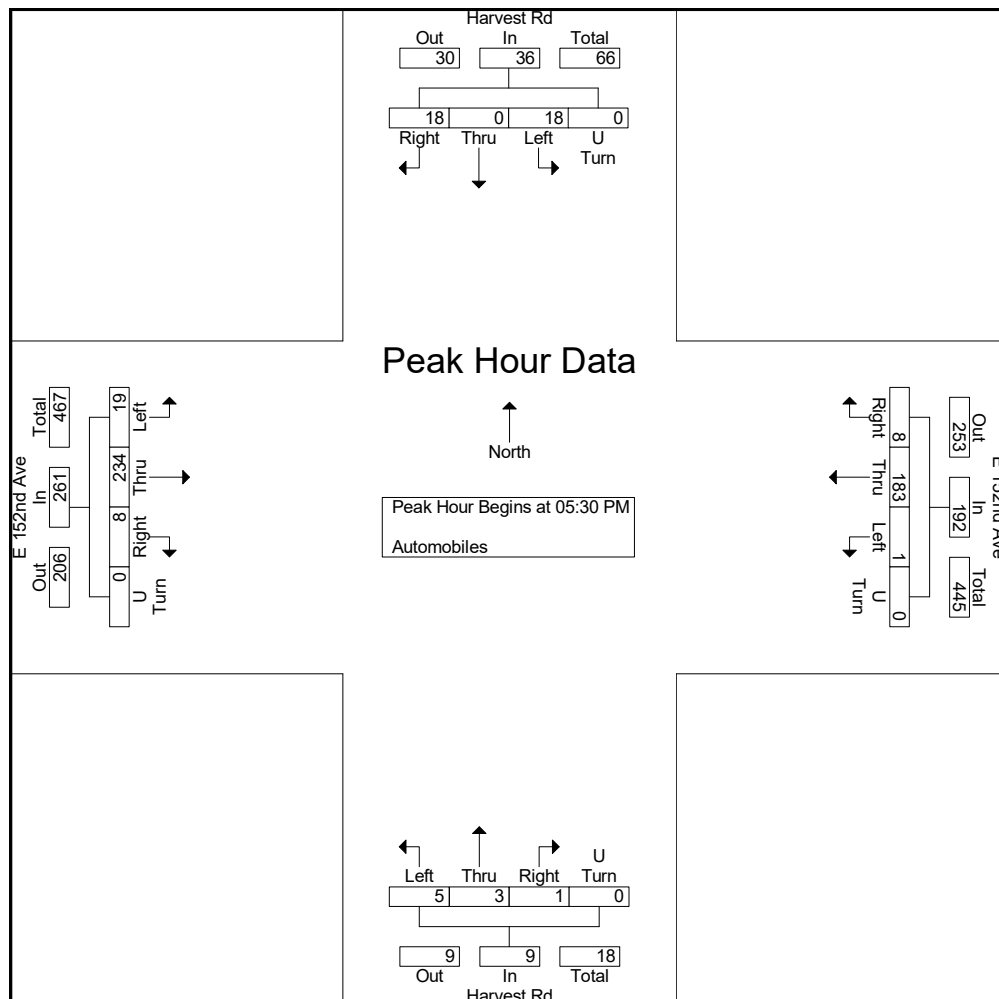 Harvest Rd
Out In Total
30 36 66
18 0 18 0
Right Thru Left U Turn
Peak Hour Data
North
Peak Hour Begins at 05:30 PM
Automobiles
E 152nd Ave
Out In Total
206 261 467
19 234 8 0
Left Thru Right U Turn
E 152nd Ave
Out In Total
253 192 445
8 183 1 0
Right Thru Left U Turn
Left Thru Right U Turn
5 3 1 0
9 9 18
Out In Total
Harvest Rd